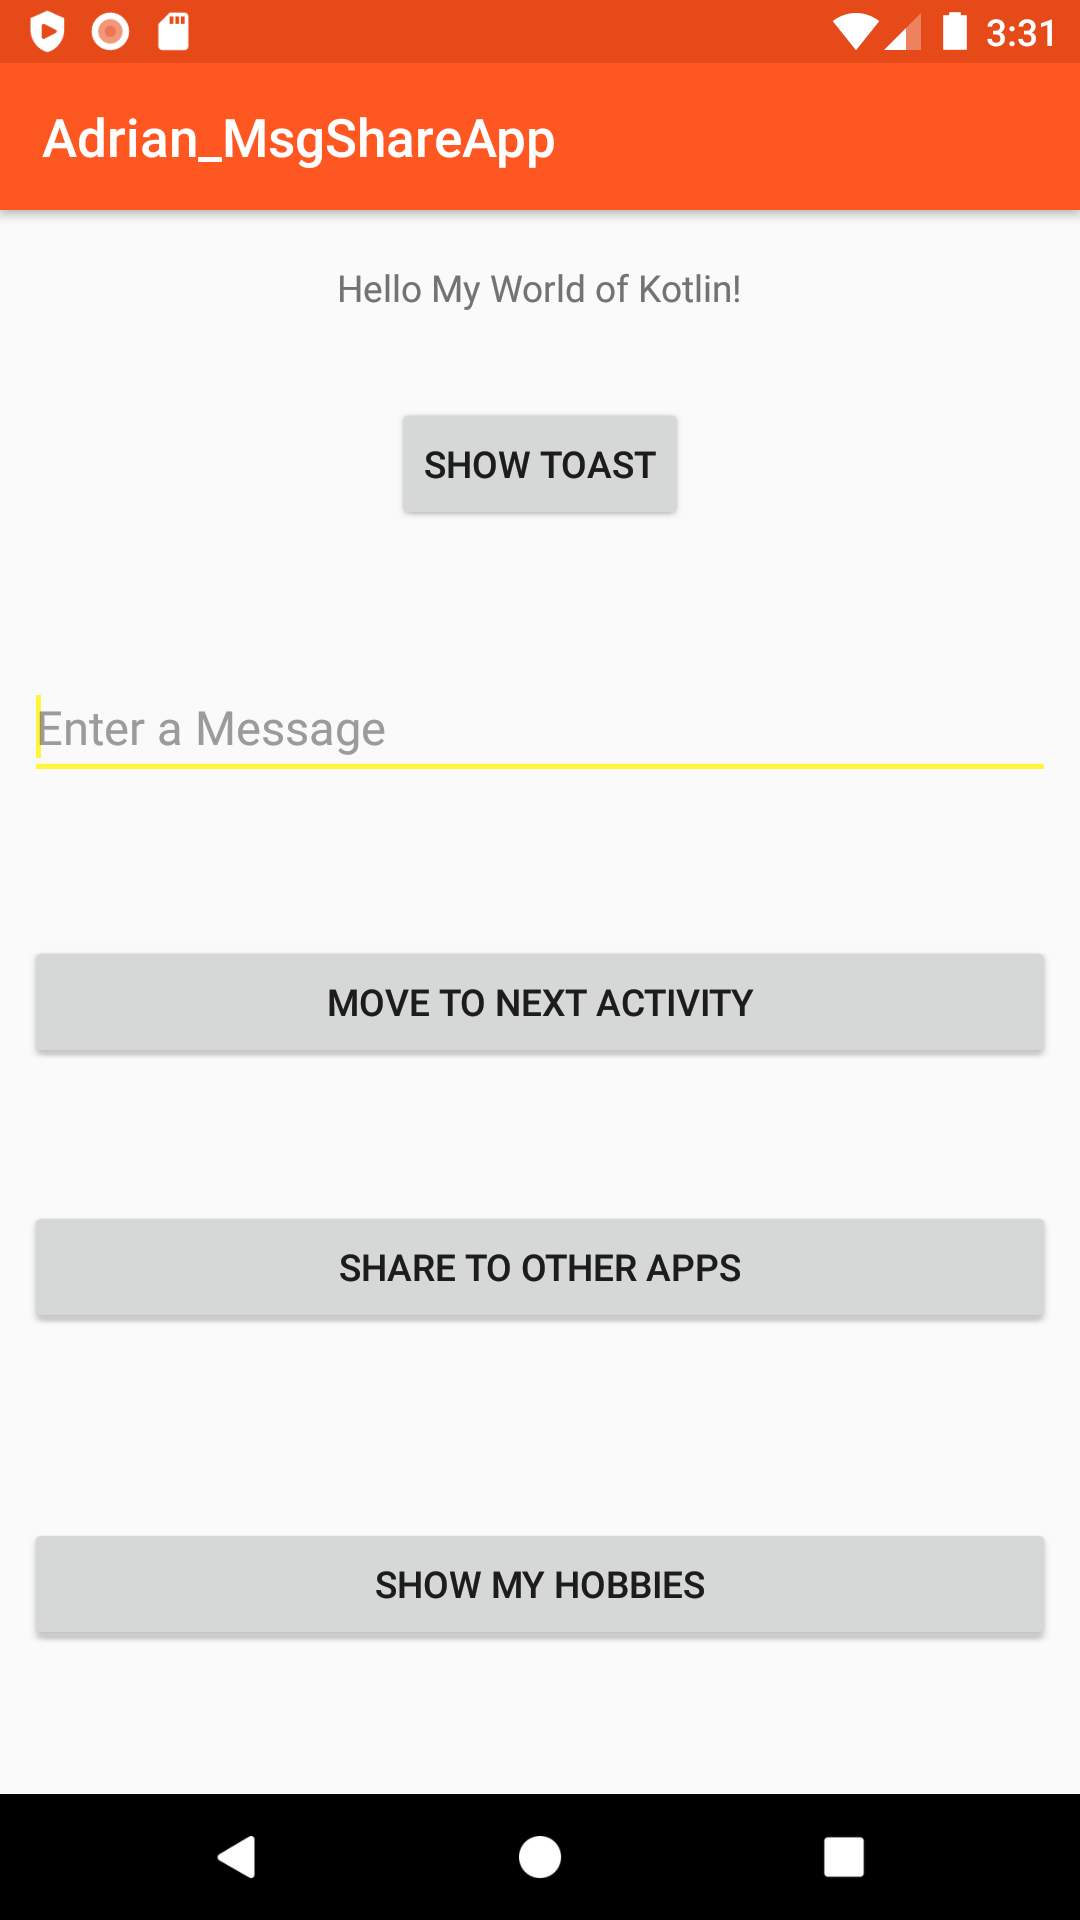 3:31
Adrian_MsgShareApp
Hello My World of Kotlin!
SHOW TOAST
Enter a Message
MOVE TO NEXT ACTIVITY
SHARE TO OTHER APPS
SHOW MY HOBBIES